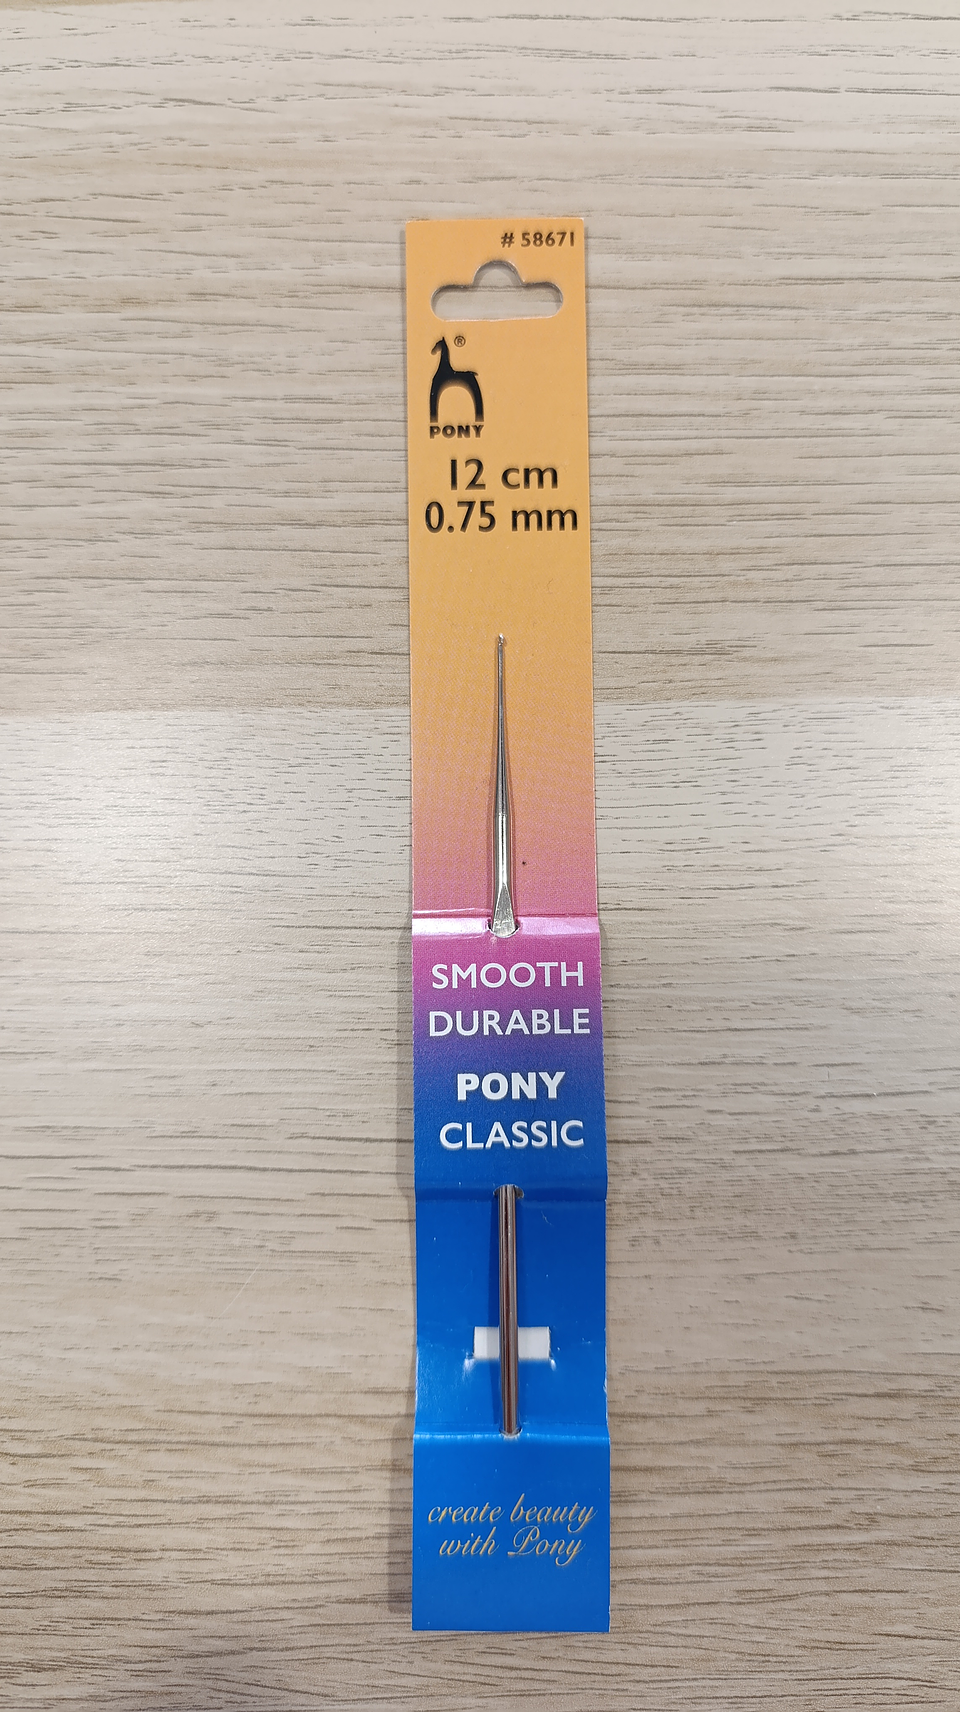 # 58671
®
PONY
12 cm
0.75 mm
SMOOTH
DURABLE
PONY
CLASSIC
create beauty
with Pony